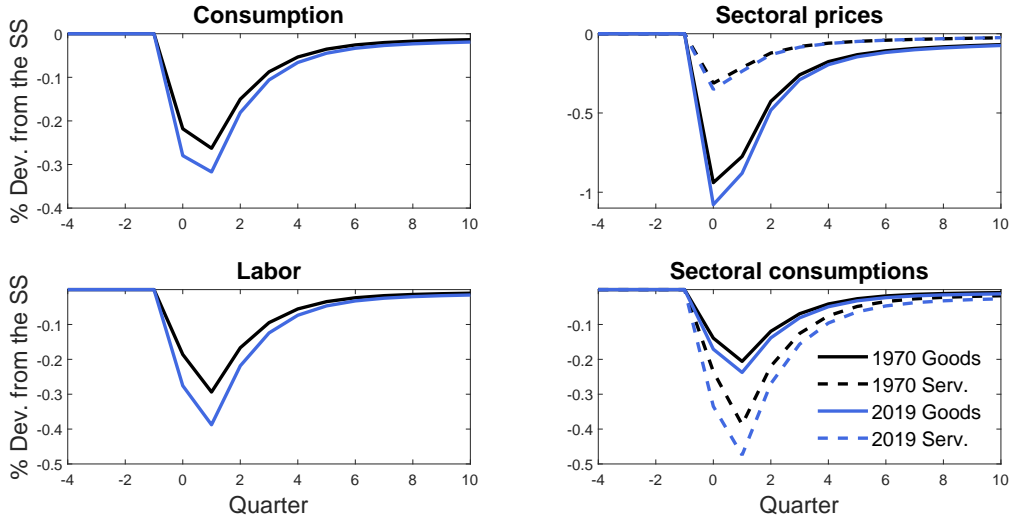 Consumption
% Dev. from the SS
0
-0.1
-0.2
-0.3
-0.4
-4 -2 0 2 4 6 8 10
Sectoral prices
0
-0.5
-1
-4 -2 0 2 4 6 8 10
Labor
% Dev. from the SS
-0.1
-0.2
-0.3
-0.4
-0.5
-4 -2 0 2 4 6 8 10
Quarter
Sectoral consumptions
-0.1
-0.2
-0.3
-0.4
-0.5
1970 Goods
1970 Serv.
2019 Goods
2019 Serv.
-4 -2 0 2 4 6 8 10
Quarter